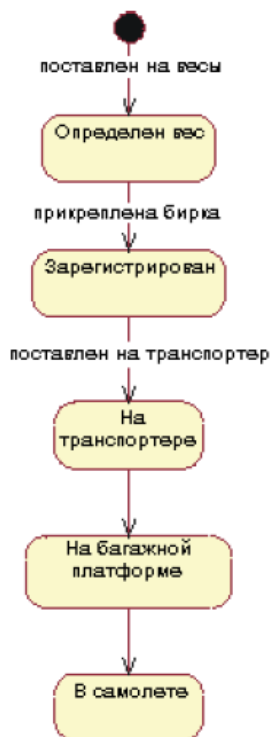 поставлен на весы
Определен вес
прикреплена бирка
Зарегистрирован
поставлен на транспортер
На
транспортере
На багажной
платформе
В самолете